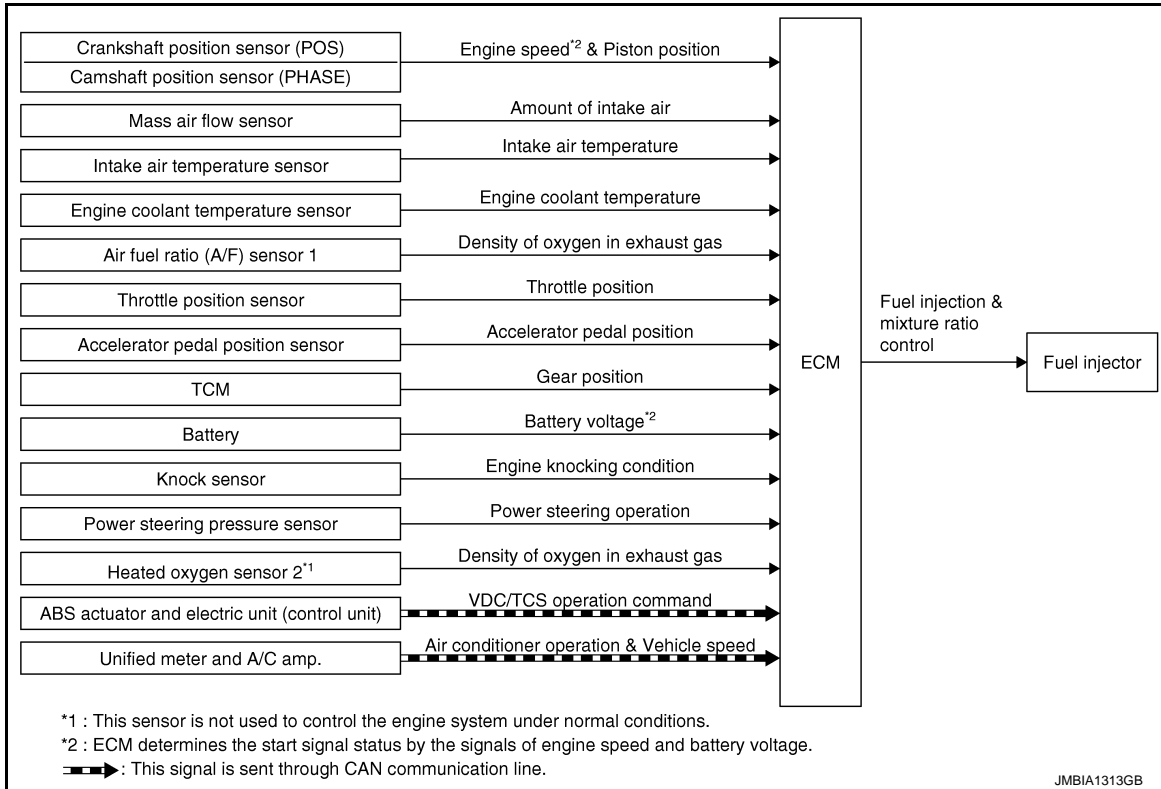 Crankshaft position sensor (POS)
Camshaft position sensor (PHASE)
Engine speed*2 & Piston position
Mass air flow sensor
Amount of intake air
Intake air temperature sensor
Intake air temperature
Engine coolant temperature sensor
Engine coolant temperature
Air fuel ratio (A/F) sensor 1
Density of oxygen in exhaust gas
Throttle position sensor
Throttle position
Accelerator pedal position sensor
Accelerator pedal position
TCM
Gear position
Battery
Battery voltage*2
Knock sensor
Engine knocking condition
Power steering pressure sensor
Power steering operation
Heated oxygen sensor 2*1
Density of oxygen in exhaust gas
ABS actuator and electric unit (control unit)
VDC/TCS operation command
Unified meter and A/C amp.
Air conditioner operation & Vehicle speed
ECM
Fuel injection &
mixture ratio
control
Fuel injector
*1 : This sensor is not used to control the engine system under normal conditions.
*2 : ECM determines the start signal status by the signals of engine speed and battery voltage.
: This signal is sent through CAN communication line.
JMBIA1313GB